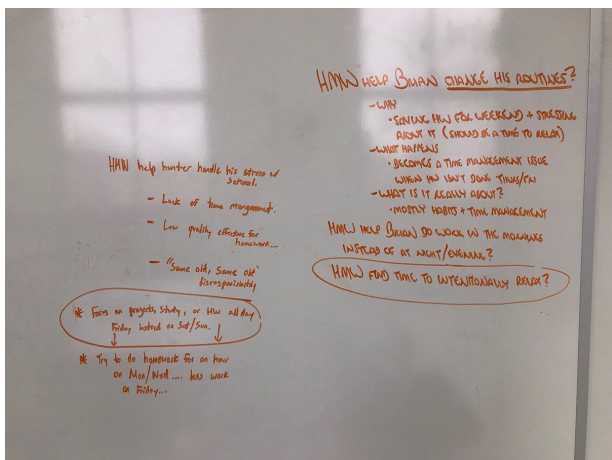 HMW help hunter handle his stress w/
school.
- Lack of time management.
- Low quality effective for
homework...
- "Same old, Same old"
* Focus on projects, Study, or HW all day
Friday instead on Sat/Sun.
* Try to do homework for an hour
on Mon/Wed.... less work
on Friday...
HMW HELP BRIAN CHANGE HIS ROUTINES?
- WHY
• SAVING HW FOR WEEKEND + STRESSING
ABOUT IT (SHOULD BE A TIME TO RELAX)
- WHAT HAPPENS
• BECOMES A TIME MANAGEMENT ISSUE
WHEN HW ISN'T DONE
- WHAT IS IT REALLY ABOUT?
• MOSTLY HABITS + TIME MANAGEMENT
HMW HELP BRIAN DO WORK IN THE MORNING
INSTEAD OF AT NIGHT/EVENING?
HMW FIND TIME TO INTENTIONALLY RELAX?